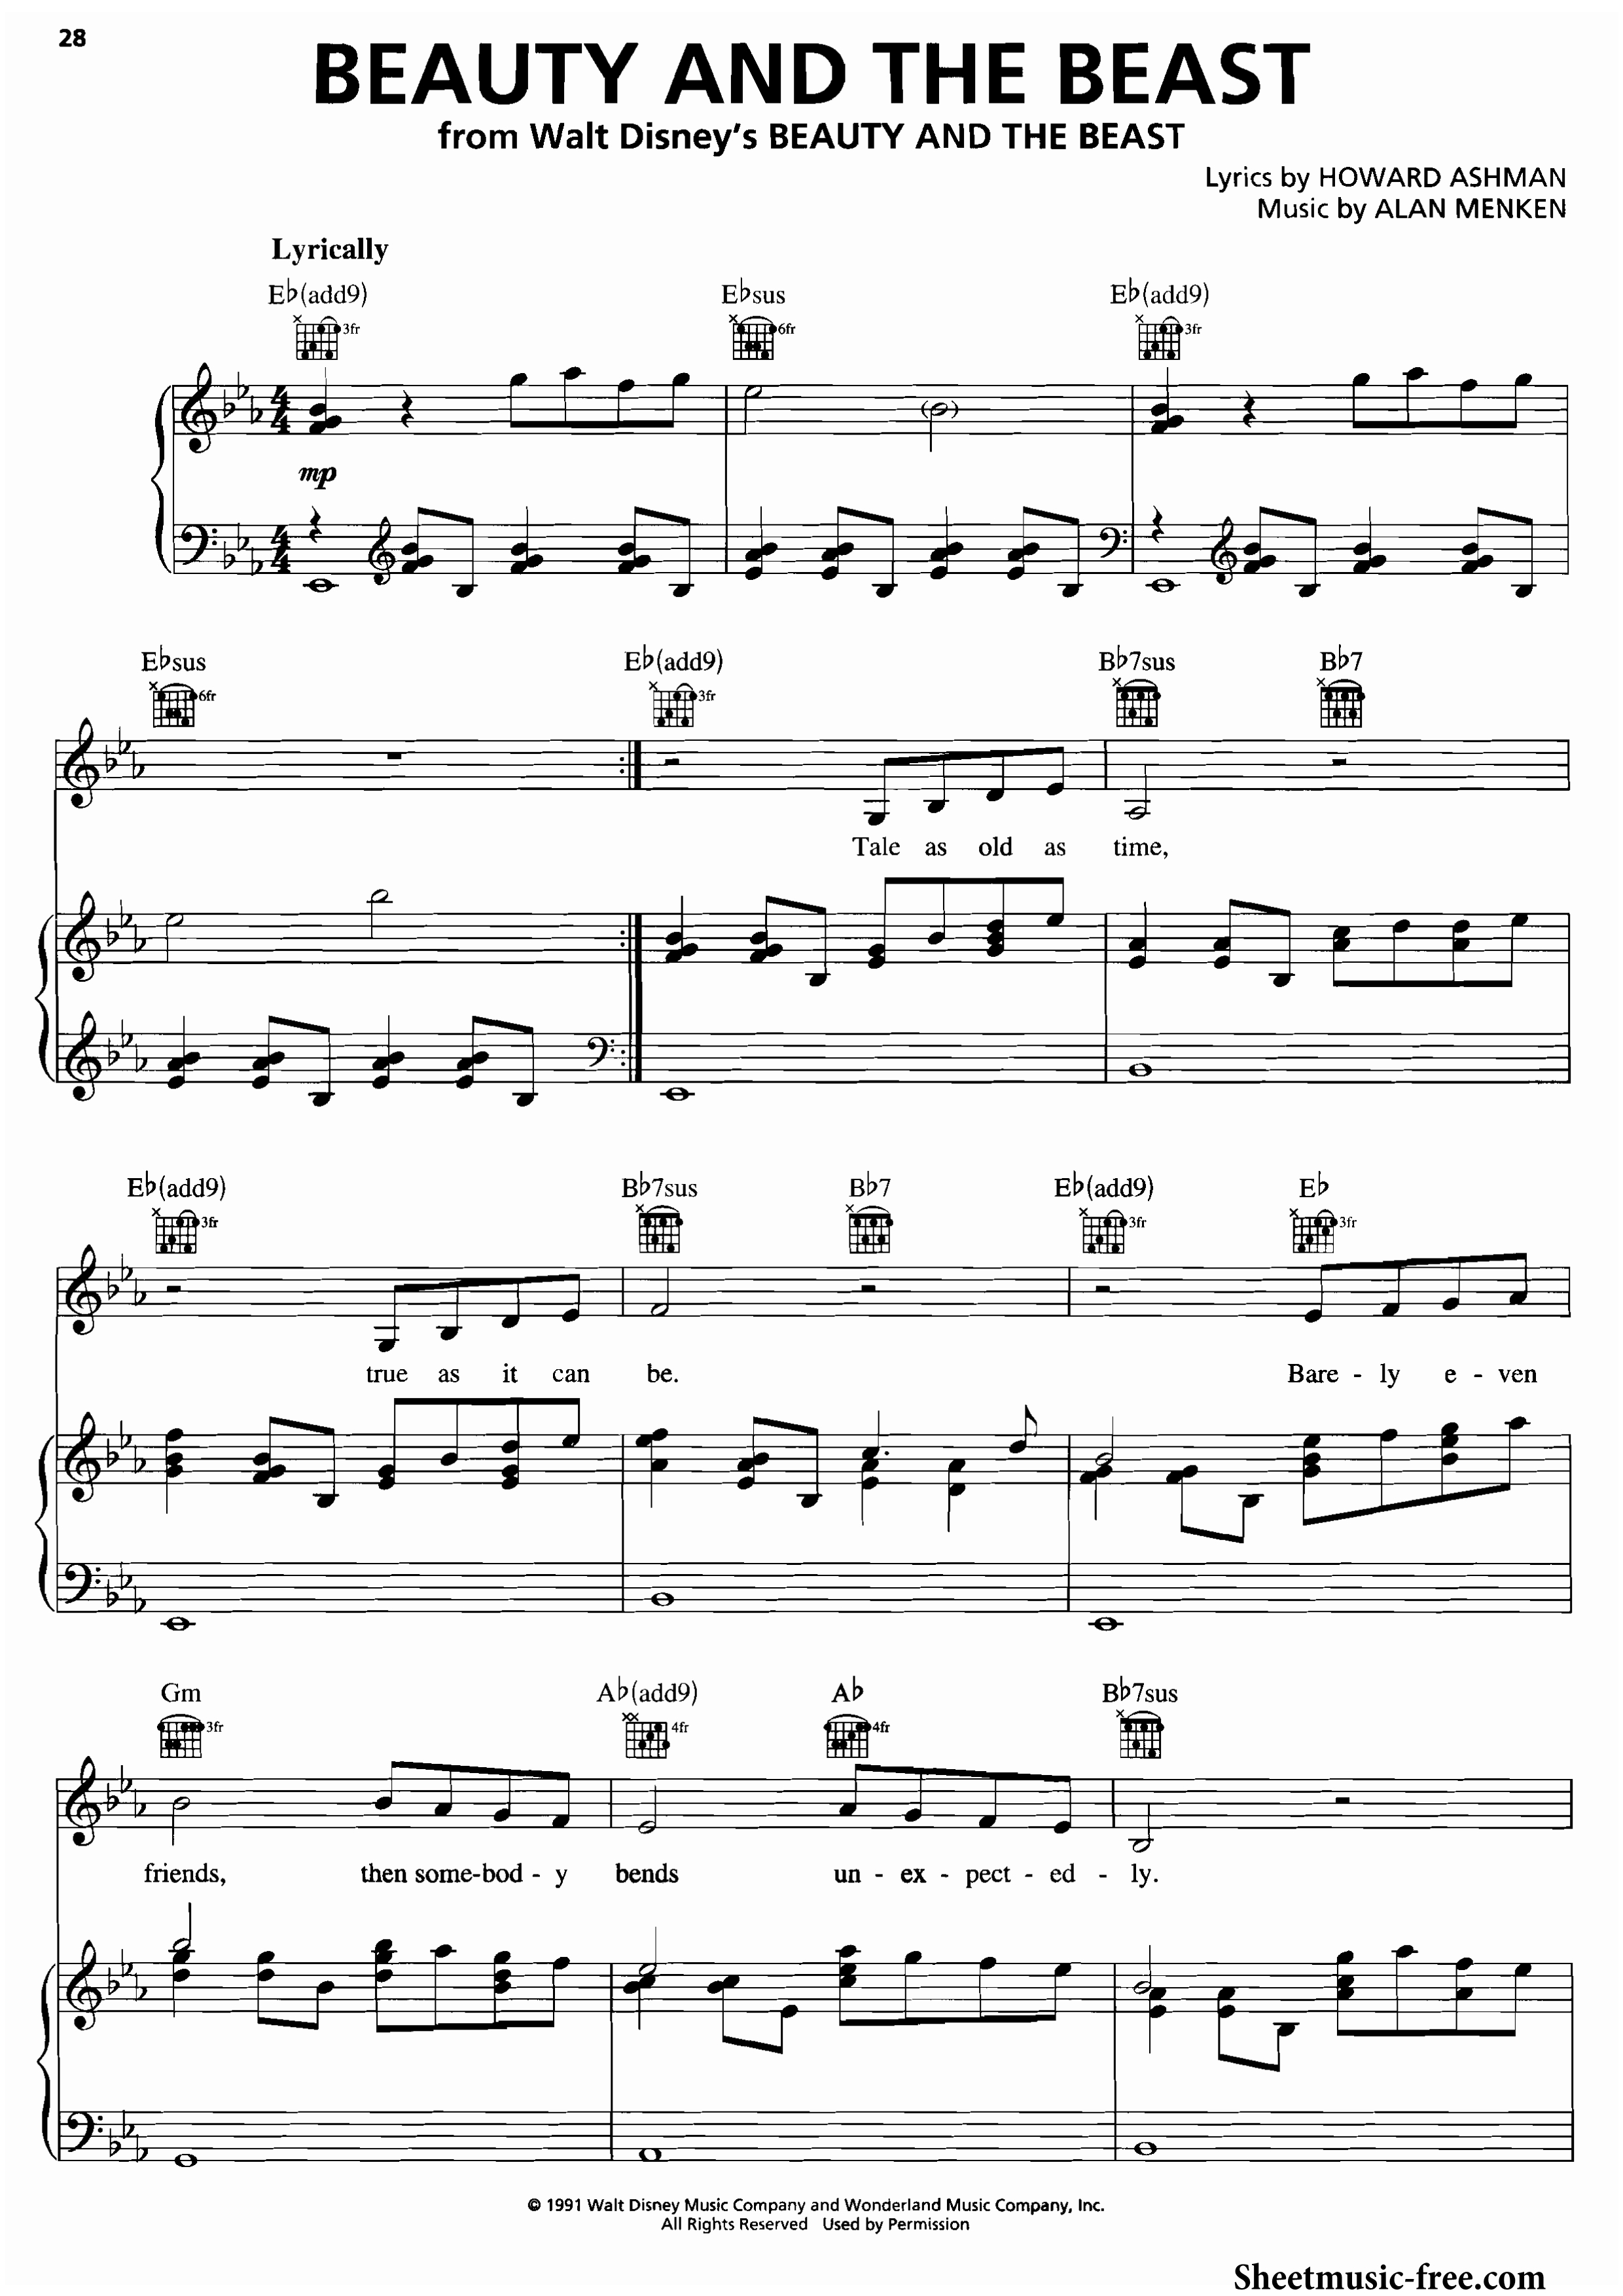 28
BEAUTY AND THE BEAST
from Walt Disney's BEAUTY AND THE BEAST
Lyrics by HOWARD ASHMAN
Music by ALAN MENKEN
Lyrically
E♭(add9) E♭sus E♭(add9)
3fr 6fr 3fr
mp
E♭sus E♭(add9) B♭7sus B♭7
6fr 3fr
Tale as old as time,
E♭(add9) B♭7sus B♭7 E♭(add9) E♭
3fr 3fr 3fr
true as it can be. Bare - ly e - ven
Gm A♭(add9) A♭ B♭7sus
3fr 4fr 4fr
friends, then some-bod - y bends un - ex - pect - ed - ly.
© 1991 Walt Disney Music Company and Wonderland Music Company, Inc.
All Rights Reserved Used by Permission
Sheetmusic-free.com